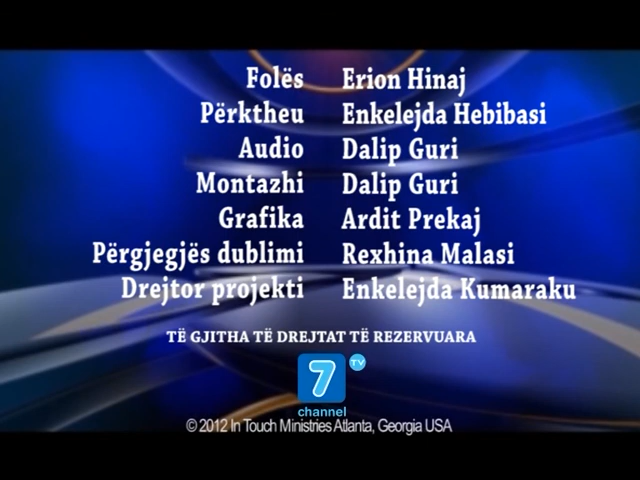 Folës Erion Hinaj
Përktheu Enkelejda Hebibasi
Audio Dalip Guri
Montazhi Dalip Guri
Grafika Ardit Prekaj
Përgjegjës dublimi Rexhina Malasi
Drejtor projekti Enkelejda Kumaraku
TË GJITHA TË DREJTAT TË REZERVUARA
7 TV
channel
© 2012 In Touch Ministries Atlanta, Georgia USA